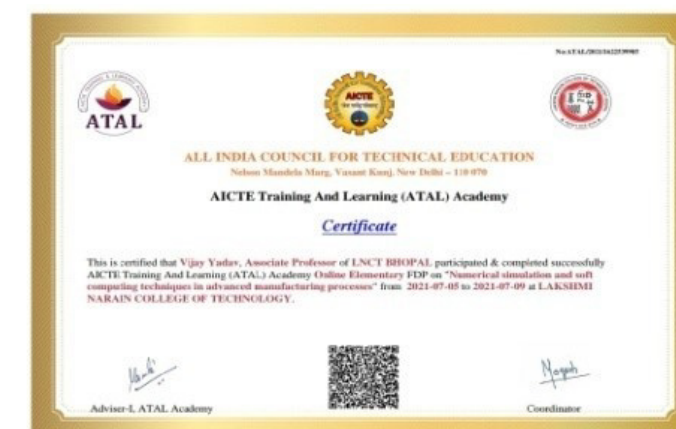 ATAL
AICTE
ALL INDIA COUNCIL FOR TECHNICAL EDUCATION
Nelson Mandela Marg, Vasant Kunj, New Delhi – 110 070
AICTE Training And Learning (ATAL) Academy
Certificate
This is certified that Vijay Yadav, Associate Professor of LNCT BHOPAL participated & completed successfully
AICTE Training And Learning (ATAL) Academy Online Elementary FDP on "Numerical simulation and soft
computing techniques in advanced manufacturing processes" from 2021-07-05 to 2021-07-09 at LAKSHMI
NARAIN COLLEGE OF TECHNOLOGY.
Adviser-I, ATAL Academy
Coordinator